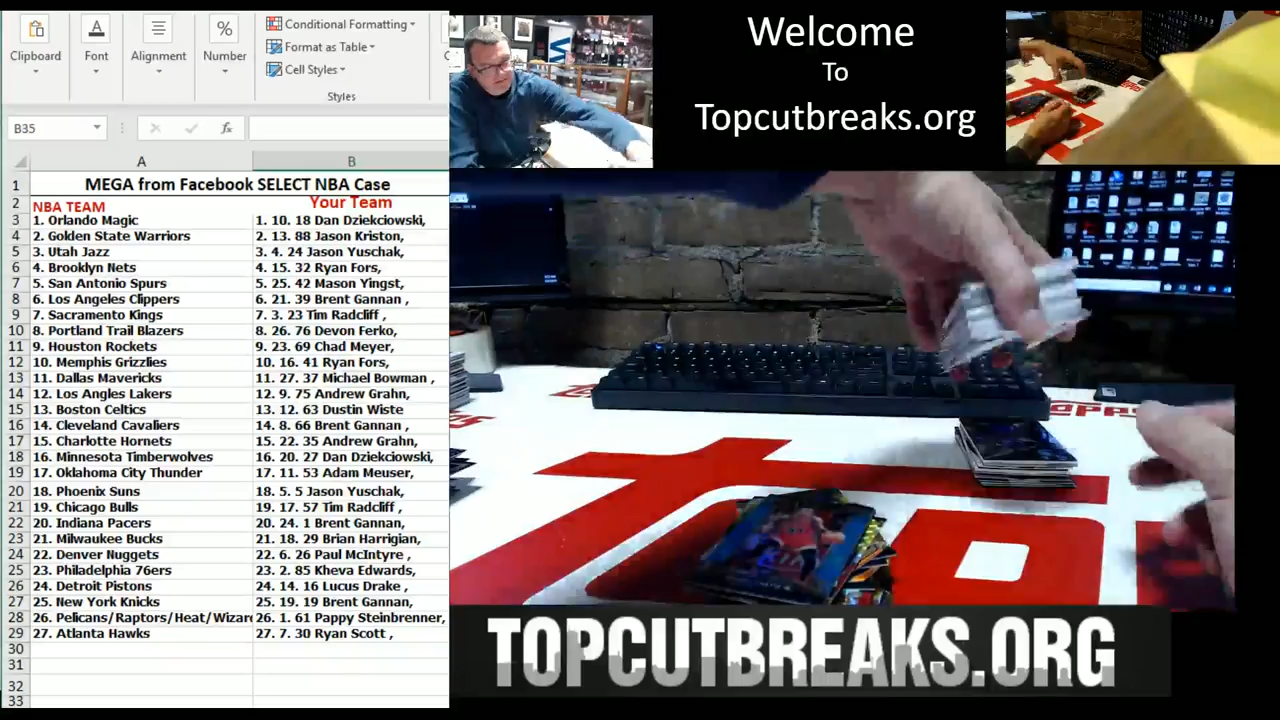 Clipboard
Font
Alignment
Number
Conditional Formatting
Format as Table
Cell Styles
Styles
B35
fx
A B
1 MEGA from Facebook SELECT NBA Case
2 NBA TEAM Your Team
3 1. Orlando Magic 1. 10. 18 Dan Dziekciowski,
4 2. Golden State Warriors 2. 13. 88 Jason Kriston,
5 3. Utah Jazz 3. 4. 24 Jason Yuschak,
6 4. Brooklyn Nets 4. 15. 32 Ryan Fors,
7 5. San Antonio Spurs 5. 25. 42 Mason Yingst,
8 6. Los Angeles Clippers 6. 21. 39 Brent Gannan ,
9 7. Sacramento Kings 7. 3. 23 Tim Radcliff ,
10 8. Portland Trail Blazers 8. 26. 76 Devon Ferko,
11 9. Houston Rockets 9. 23. 69 Chad Meyer,
12 10. Memphis Grizzlies 10. 16. 41 Ryan Fors,
13 11. Dallas Mavericks 11. 27. 37 Michael Bowman ,
14 12. Los Angles Lakers 12. 9. 75 Andrew Grahn,
15 13. Boston Celtics 13. 12. 63 Dustin Wiste
16 14. Cleveland Cavaliers 14. 8. 66 Brent Gannan ,
17 15. Charlotte Hornets 15. 22. 35 Andrew Grahn,
18 16. Minnesota Timberwolves 16. 20. 27 Dan Dziekciowski,
19 17. Oklahoma City Thunder 17. 11. 53 Adam Meuser,
20 18. Phoenix Suns 18. 5. 5 Jason Yuschak,
21 19. Chicago Bulls 19. 17. 57 Tim Radcliff ,
22 20. Indiana Pacers 20. 24. 1 Brent Gannan,
23 21. Milwaukee Bucks 21. 18. 29 Brian Harrigian,
24 22. Denver Nuggets 22. 6. 26 Paul McIntyre ,
25 23. Philadelphia 76ers 23. 2. 85 Kheva Edwards,
26 24. Detroit Pistons 24. 14. 16 Lucus Drake ,
27 25. New York Knicks 25. 19. 19 Brent Gannan,
28 26. Pelicans/Raptors/Heat/Wizar 26. 1. 61 Pappy Steinbrenner,
29 27. Atlanta Hawks 27. 7. 30 Ryan Scott ,
30
31
32
33
Welcome
To
Topcutbreaks.org
TOPCUTBREAKS.ORG